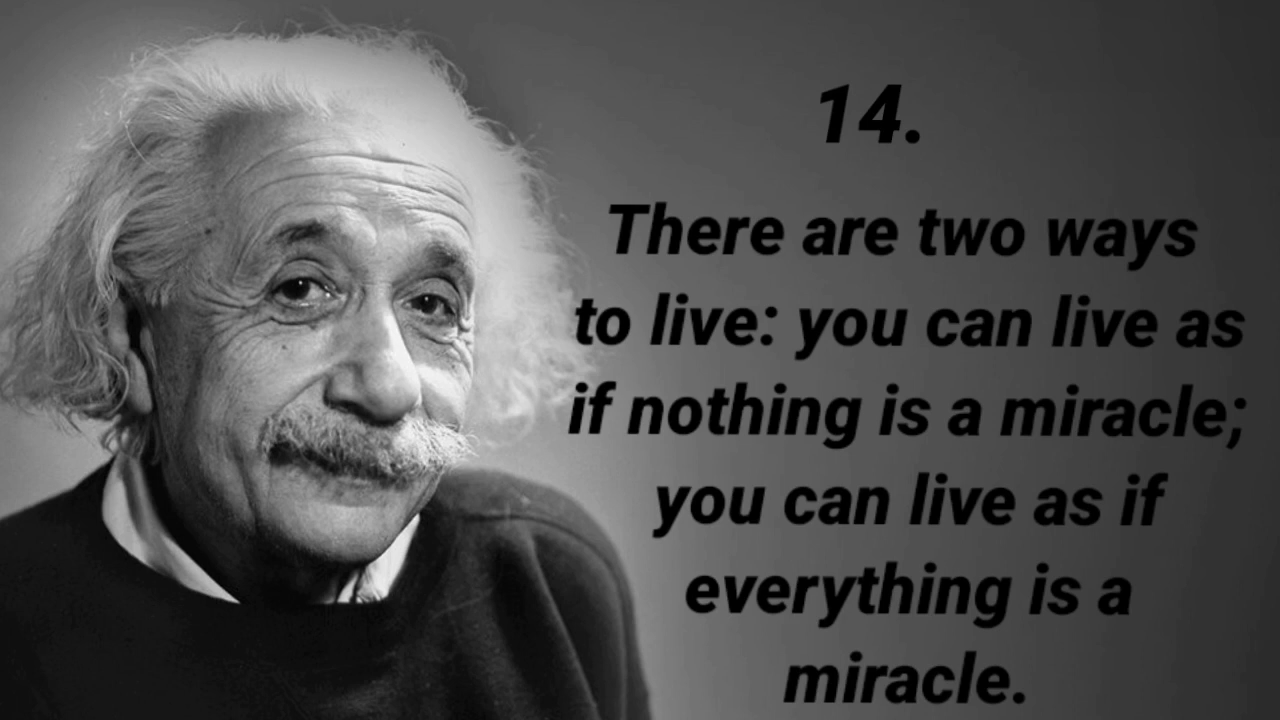 14.
There are two ways
to live: you can live as
if nothing is a miracle;
you can live as if
everything is a
miracle.